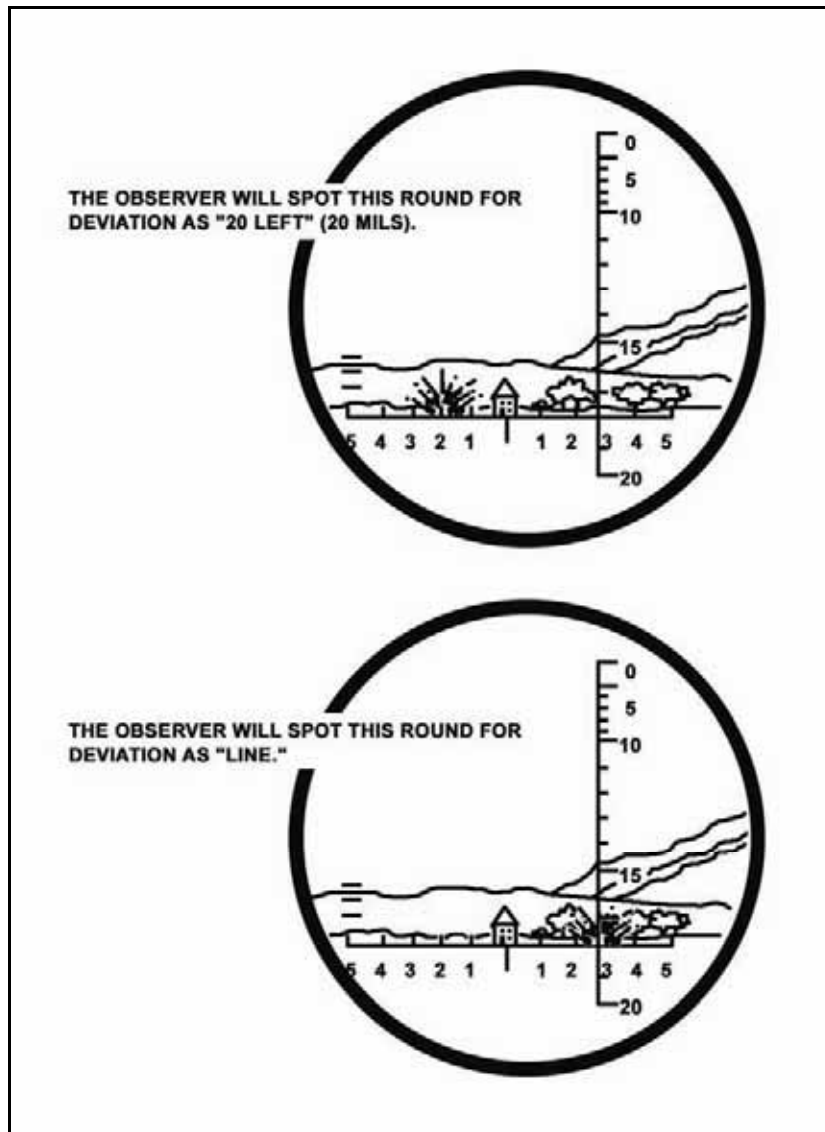 0
5
THE OBSERVER WILL SPOT THIS ROUND FOR
DEVIATION AS "20 LEFT" (20 MILS).
10
15
5 4 3 2 1 1 2 3 4 5
20
0
5
THE OBSERVER WILL SPOT THIS ROUND FOR
DEVIATION AS "LINE."
10
15
5 4 3 2 1 1 2 3 4 5
20